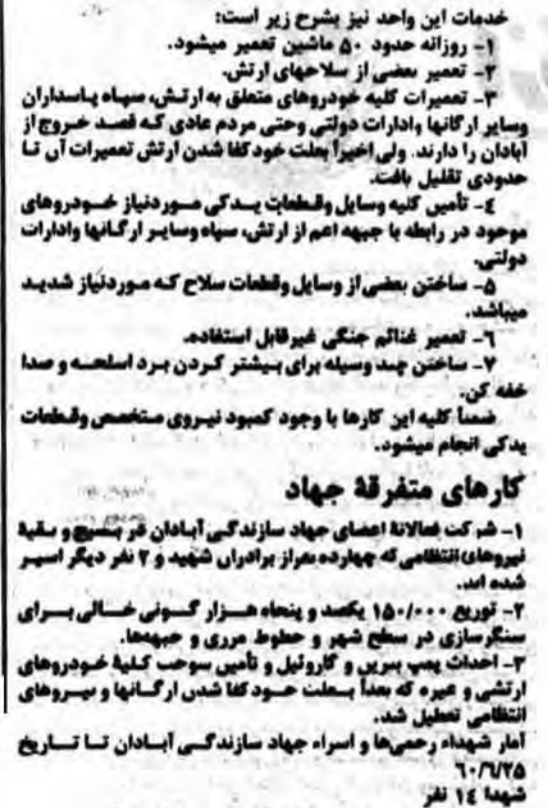 خدمات این واحد نیز بشرح زیر است:
۱- روزانه حدود ۵۰ ماشین تعمیر میشود.
۲- تعمیر بعضی از سلاحهای ارتش.
۳- تعمیرات کلیه خودروهای متعلق به ارتش، سپاه پاسداران
وسایر ارگانها وادارات دولتی وحتی مردم عادی که قصد خروج از
آبادان را دارند. ولی اخیراً بعلت خودکفا شدن ارتش تعمیرات آن تا
حدودی تقلیل یافت.
٤- تأمین کلیه وسایل وقطعات یدکی موردنیاز خودروهای
موجود در رابطه با جبهه اعم از ارتش، سپاه وسایر ارگانها وادارات
دولتی.
۵- ساختن بعضی از وسایل وقطعات سلاح که موردنیاز شدید
میباشد.
٦- تعمیر غنائم جنگی غیرقابل استفاده.
۷- ساختن چند وسیله برای بیشتر کردن برد اسلحه و صدا
خفه کن.
ضمناً کلیه این کارها با وجود کمبود نیروی متخصص وقطعات
یدکی انجام میشود.
کارهای متفرقهٔ جهاد
۱- شرکت فعالانهٔ اعضای جهاد سازندگی آبادان در بسیج و بقیهٔ
نیروهای انتظامی که چهارده نفراز برادران شهید و ۲ نفر دیگر اسیر
شده اند.
۲- توزیع ۱۵۰/۰۰۰ یکصد و پنجاه هزار گونی خالی برای
سنگرسازی در سطح شهر و خطوط مرزی و جبهه‌ها.
۳- احداث پمپ بنزین و گازوئیل و تأمین سوخت کلیهٔ خودروهای
ارتشی و غیره که بعداً بعلت خودکفا شدن ارگانها و نیروهای
انتظامی تعطیل شد.
آمار شهداء زخمی‌ها و اسراء جهاد سازندگی آبادان تا تاریخ
٦۰/٦/۲۵
شهدا ۱٤ نفر